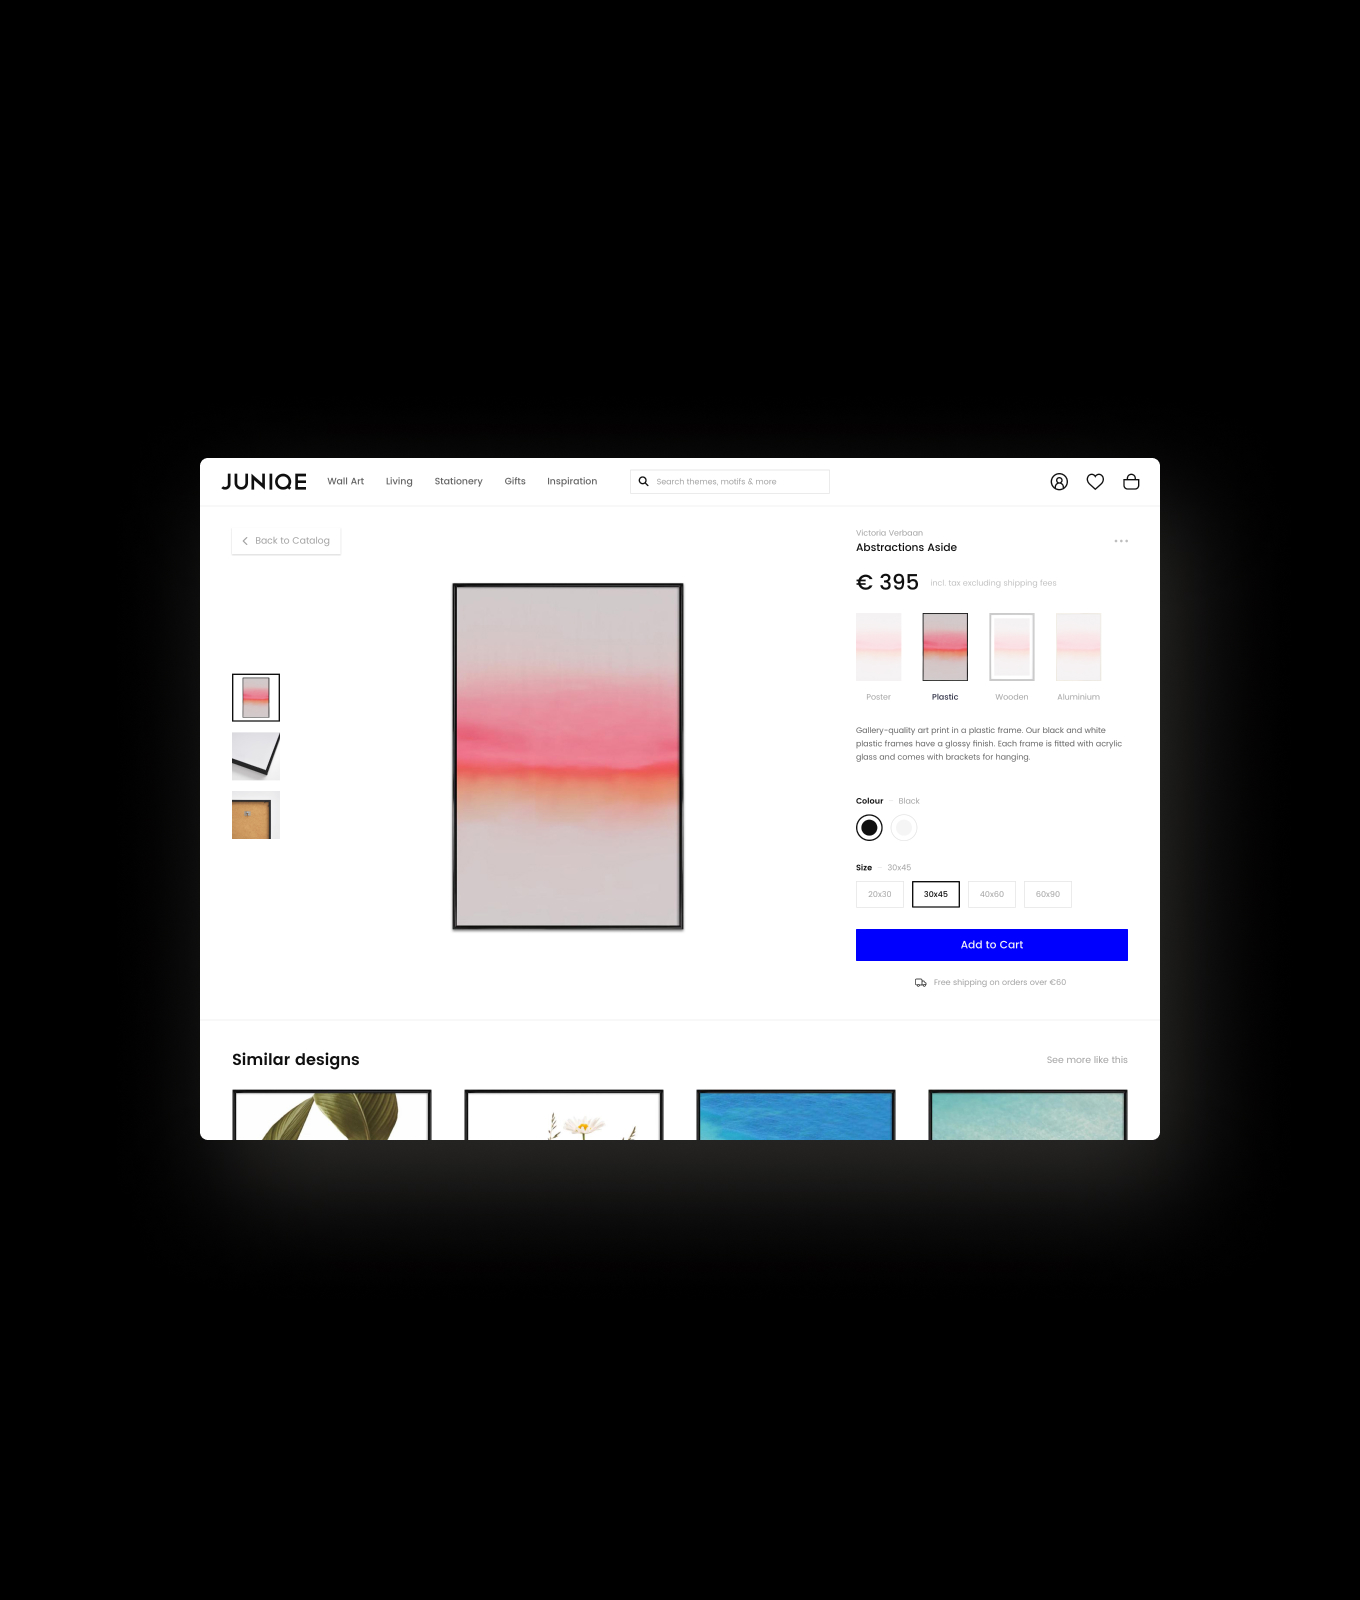 JUNIQE
Wall Art
Living
Stationery
Gifts
Inspiration
Search themes, motifs & more
Back to Catalog
Victoria Verbaan
Abstractions Aside
€ 395 incl. tax excluding shipping fees
Poster
Plastic
Wooden
Aluminium
Gallery-quality art print in a plastic frame. Our black and white
plastic frames have a glossy finish. Each frame is fitted with acrylic
glass and comes with brackets for hanging.
Colour – Black
Size – 30x45
20x30
30x45
40x60
60x90
Add to Cart
Free shipping on orders over €60
Similar designs
See more like this